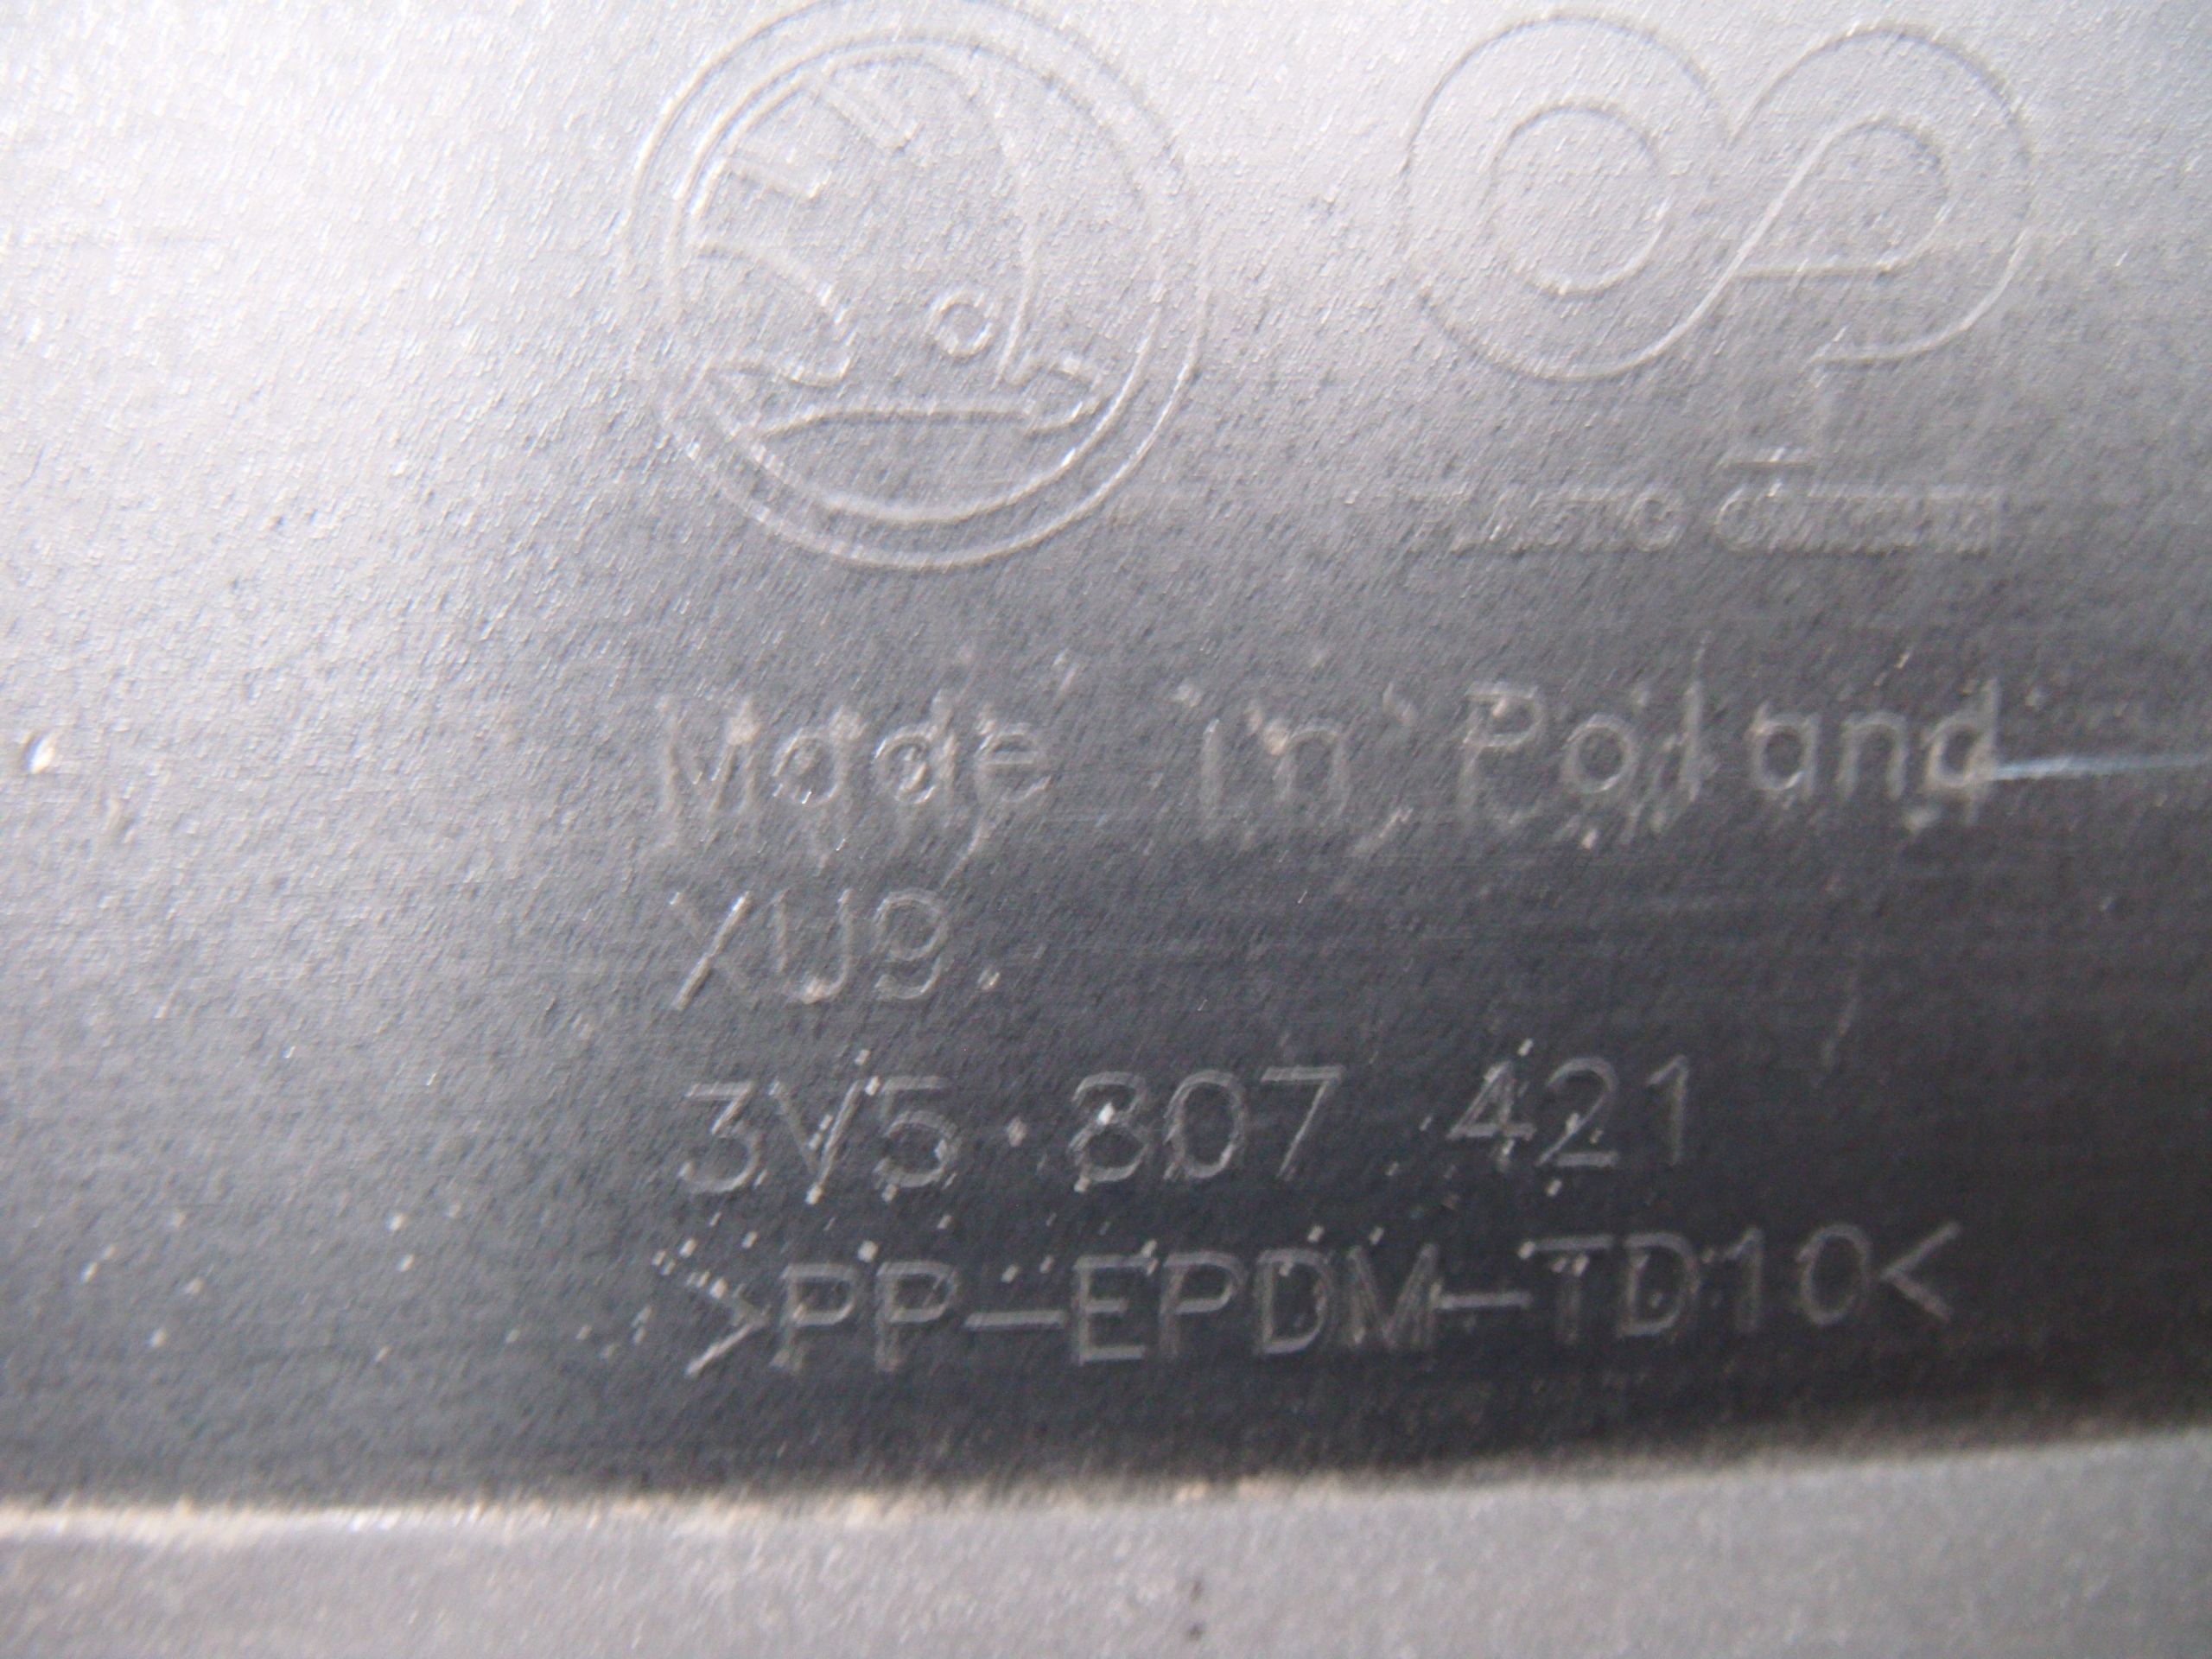 Made in Poland
XU9.
3V5.807.421
>PP-EPDM-TD10<